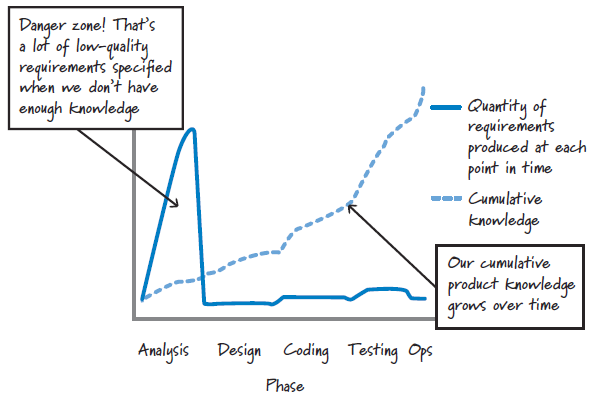 Danger zone! That's
a lot of low-quality
requirements specified
when we don't have
enough knowledge
Quantity of
requirements
produced at each
point in time
Cumulative
knowledge
Our cumulative
product knowledge
grows over time
Analysis Design Coding Testing Ops
Phase